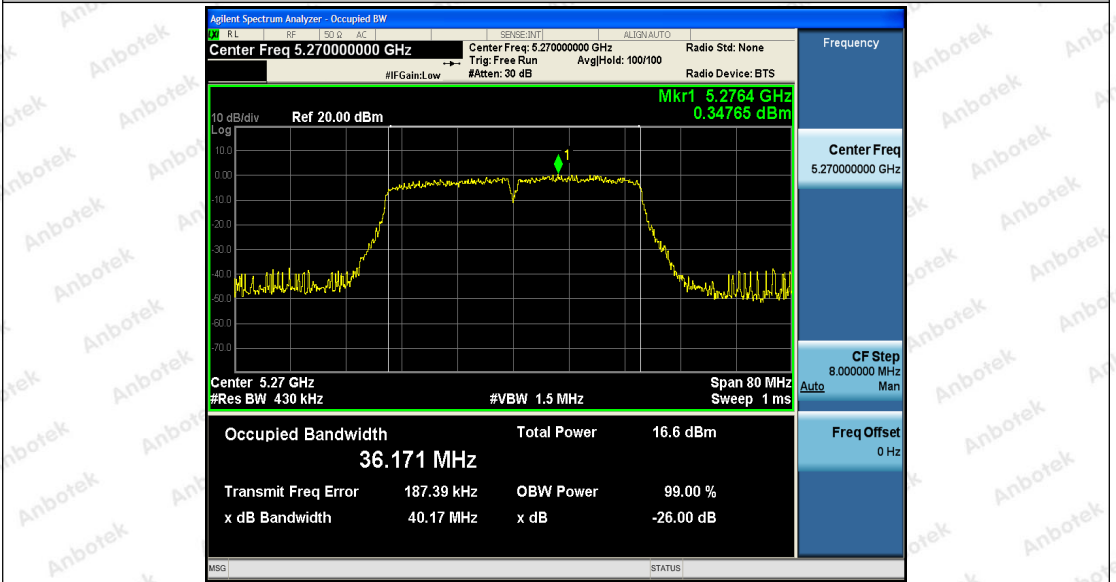 Agilent Spectrum Analyzer - Occupied BW
LXI RL RF 50 Ω AC SENSE:INT ALIGNAUTO
Center Freq 5.270000000 GHz
Center Freq: 5.270000000 GHz Radio Std: None
Trig: Free Run Avg|Hold: 100/100
#IFGain:Low #Atten: 30 dB Radio Device: BTS
Mkr1 5.2764 GHz
0.34765 dBm
10 dB/div Ref 20.00 dBm
Log
10.0
0.00
-10.0
-20.0
-30.0
-40.0
-50.0
-60.0
-70.0
1
Center 5.27 GHz Span 80 MHz
#Res BW 430 kHz #VBW 1.5 MHz Sweep 1 ms
Occupied Bandwidth Total Power 16.6 dBm
36.171 MHz
Transmit Freq Error 187.39 kHz OBW Power 99.00 %
x dB Bandwidth 40.17 MHz x dB -26.00 dB
MSG STATUS
Frequency
Center Freq
5.270000000 GHz
CF Step
8.000000 MHz
Auto Man
Freq Offset
0 Hz
Anbotek